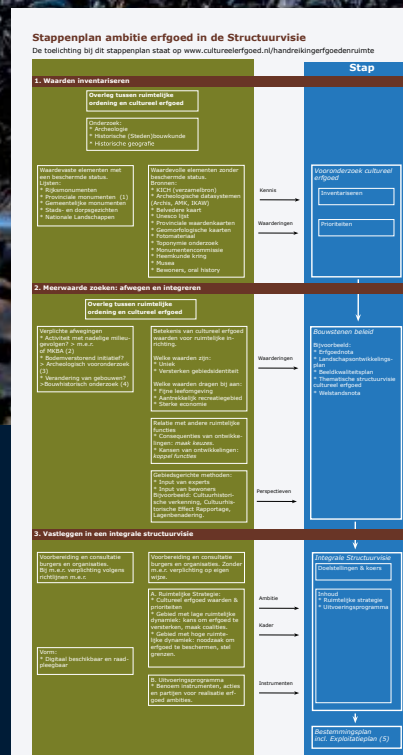 Stappenplan ambitie erfgoed in de Structuurvisie
De toelichting bij dit stappenplan staat op www.cultureelerfgoed.nl/handreikingerfgoedenruimte
Stap
1. Waarden inventariseren
Overleg tussen ruimtelijke
ordening en cultureel erfgoed
Onderzoek:
* Archeologie
* Historische (Steden)bouwkunde
* Historische geografie
Waardevaste elementen met
een beschermde status.
Lijsten:
* Rijksmonumenten
* Provinciale monumenten (1)
* Gemeentelijke monumenten
* Stads- en dorpsgezichten
* Nationale Landschappen
Waardevolle elementen zonder
beschermde status.
Bronnen:
* KICH (verzamelbron)
* Archeologische datasystemen
(Archis, AMK, IKAW)
* Belvedere kaart
* Unesco lijst
* Provinciale waardenkaarten
* Geomorfologische kaarten
* Fotomateriaal
* Toponymie onderzoek
* Monumentencommissie
* Heemkunde kring
* Musea
* Bewoners, oral history
Kennis
Waarderingen
Vooronderzoek cultureel
erfgoed
Inventariseren
Prioriteiten
2. Meerwaarde zoeken: afwegen en integreren
Overleg tussen ruimtelijke
ordening en cultureel erfgoed
Verplichte afwegingen
* Activiteit met nadelige milieu-
gevolgen? > m.e.r.
of MKBA (2)
* Bodemverstorend initiatief?
> Archeologisch vooronderzoek
(3)
* Verandering van gebouwen?
>Bouwhistorisch onderzoek (4)
Betekenis van cultureel erfgoed
waarden voor ruimtelijke in-
richting.
Welke waarden zijn:
* Uniek
* Versterken gebiedsidentiteit
Welke waarden dragen bij aan:
* Fijne leefomgeving
* Aantrekkelijk recreatiegebied
* Sterke economie
Relatie met andere ruimtelijke
functies
* Consequenties van ontwikke-
lingen: maak keuzes.
* Kansen van ontwikkelingen:
koppel functies
Gebiedsgerichte methoden:
* Input van experts
* Input van bewoners
Bijvoorbeeld: Cultuurhistori-
sche verkenning, Cultuurhis-
torische Effect Rapportage,
Lagenbenadering.
Waarderingen
Perspectieven
Bouwstenen beleid
Bijvoorbeeld:
* Erfgoednota
* Landschapsontwikkelings-
plan
* Beeldkwaliteitsplan
* Thematische structuurvisie
cultureel erfgoed
* Welstandsnota
3. Vastleggen in een integrale structuurvisie
Voorbereiding en consultatie
burgers en organisaties.
Bij m.e.r. verplichting volgens
richtlijnen m.e.r.
Voorbereiding en consultatie
burgers en organisaties. Zonder
m.e.r. verplichting op eigen
wijze.
A. Ruimtelijke Strategie:
* Cultureel erfgoed waarden &
prioriteiten
* Gebied met lage ruimtelijke
dynamiek: kans om erfgoed te
versterken, maak coalities.
* Gebied met hoge ruimte-
lijke dynamiek: noodzaak om
erfgoed te beschermen, stel
grenzen.
Vorm:
* Digitaal beschikbaar en raad-
pleegbaar
B. Uitvoeringsprogramma
* Benoem instrumenten, acties
en partijen voor realisatie erf-
goed ambities.
Ambitie
Kader
Instrumenten
Integrale Structuurvisie
Doelstellingen & koers
Inhoud
* Ruimtelijke strategie
* Uitvoeringsprogramma
Bestemmingsplan
incl. Exploitatieplan (5)